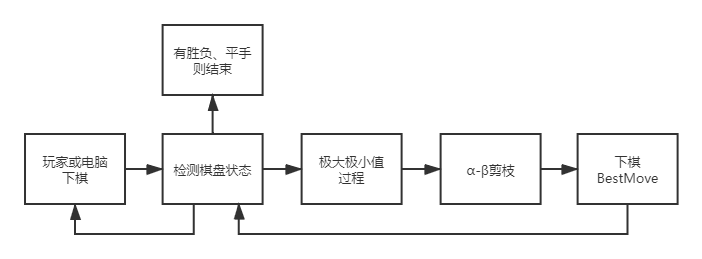 有胜负、平手
则结束
玩家或电脑
下棋
检测棋盘状态
极大极小值
过程
α-β剪枝
下棋
BestMove